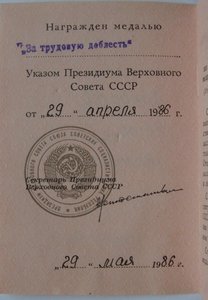 Награжден медалью
„За трудовую доблесть“
Указом Президиума Верховного
Совета СССР
от „29“ апреля 1986 г.
Секретарь Президиума
Верховного Совета СССР
„29“ мая 1986 г.